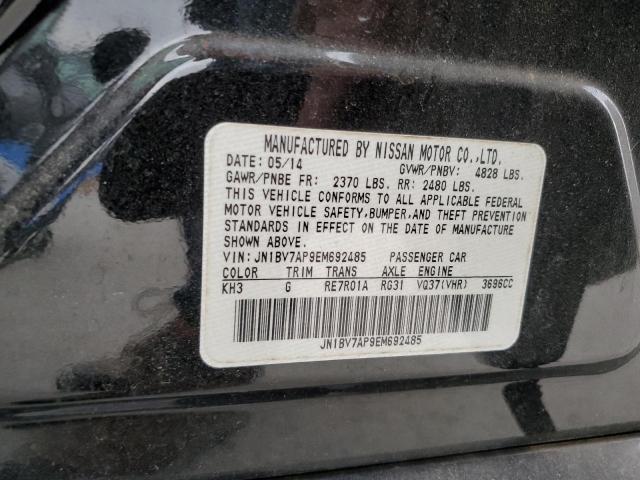 MANUFACTURED BY NISSAN MOTOR CO.,LTD.
DATE: 05/14 GVWR/PNBV: 4828 LBS.
GAWR/PNBE FR: 2370 LBS. RR: 2480 LBS.
THIS VEHICLE CONFORMS TO ALL APPLICABLE FEDERAL
MOTOR VEHICLE SAFETY,BUMPER,AND THEFT PREVENTION
STANDARDS IN EFFECT ON THE DATE OF MANUFACTURE
SHOWN ABOVE.
VIN:JN1BV7AP9EM692485 PASSENGER CAR
COLOR TRIM TRANS AXLE ENGINE
KH3 G RE7R01A RG31 VQ37(VHR) 3696CC
JN1BV7AP9EM692485